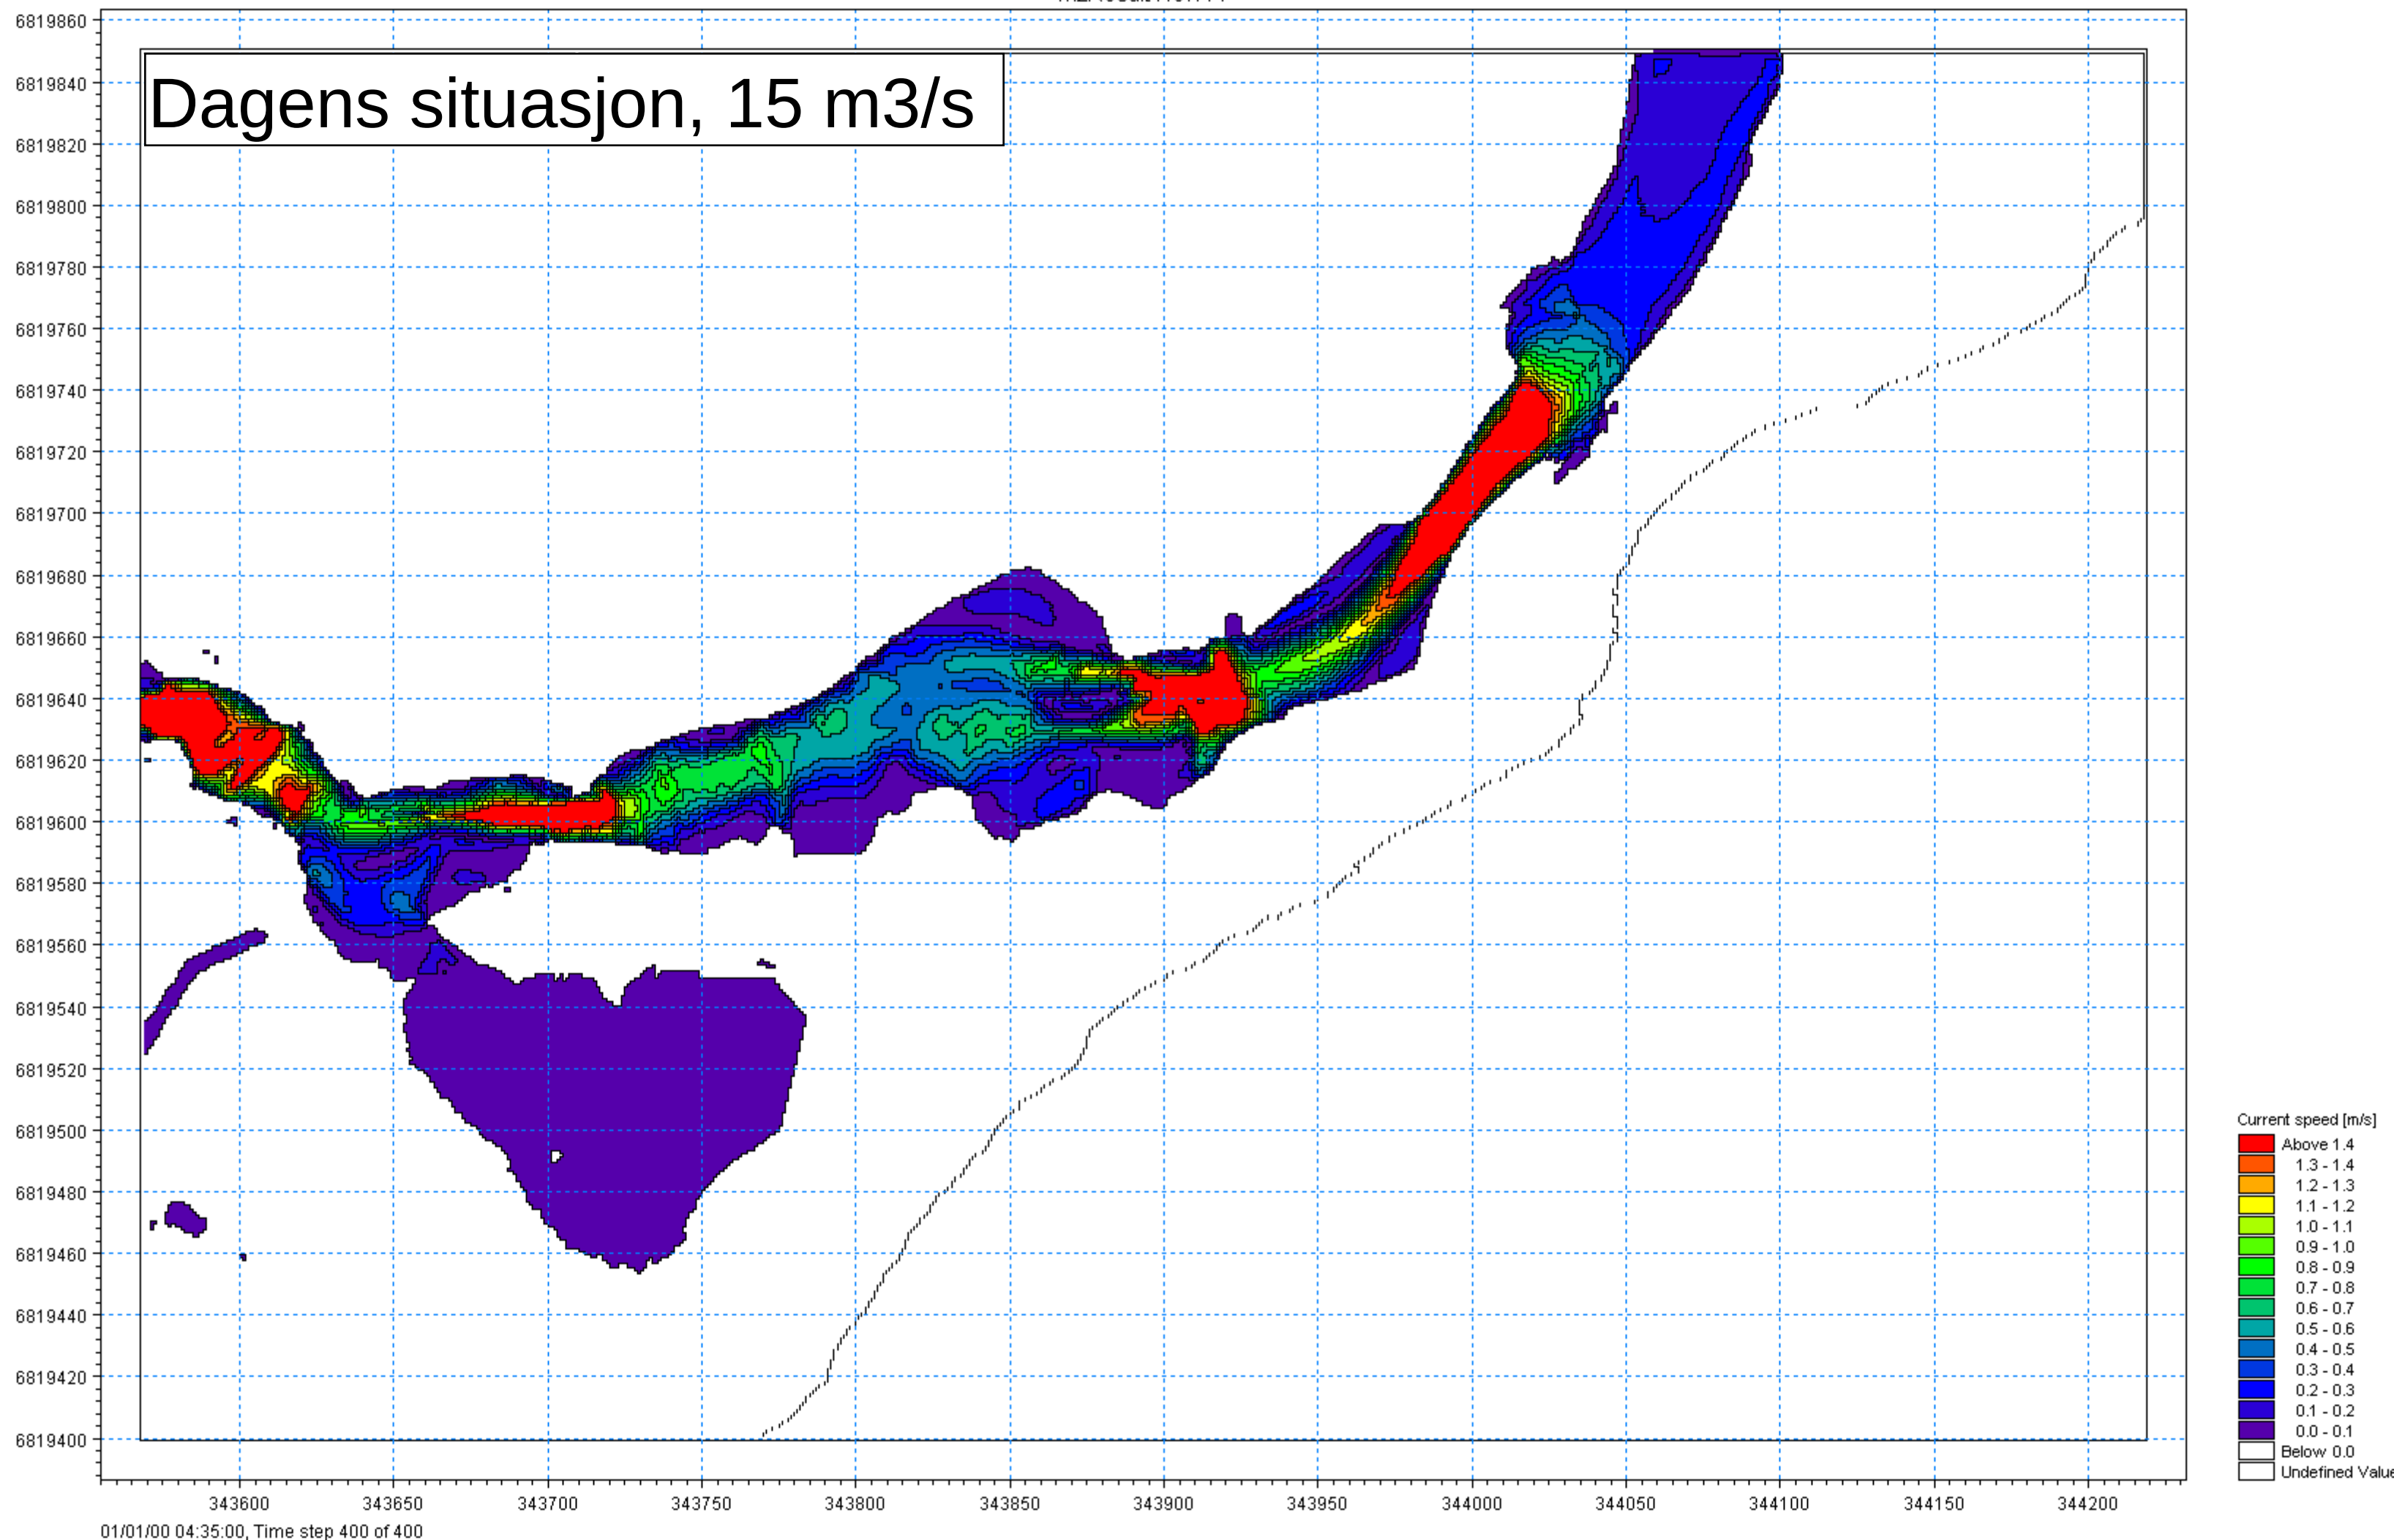 Dagens situasjon, 15 m3/s
6819860
6819840
6819820
6819800
6819780
6819760
6819740
6819720
6819700
6819680
6819660
6819640
6819620
6819600
6819580
6819560
6819540
6819520
6819500
6819480
6819460
6819440
6819420
6819400
343600 343650 343700 343750 343800 343850 343900 343950 344000 344050 344100 344150 344200
01/01/00 04:35:00, Time step 400 of 400
Current speed [m/s]
Above 1.4
1.3 - 1.4
1.2 - 1.3
1.1 - 1.2
1.0 - 1.1
0.9 - 1.0
0.8 - 0.9
0.7 - 0.8
0.6 - 0.7
0.5 - 0.6
0.4 - 0.5
0.3 - 0.4
0.2 - 0.3
0.1 - 0.2
0.0 - 0.1
Below 0.0
Undefined Value